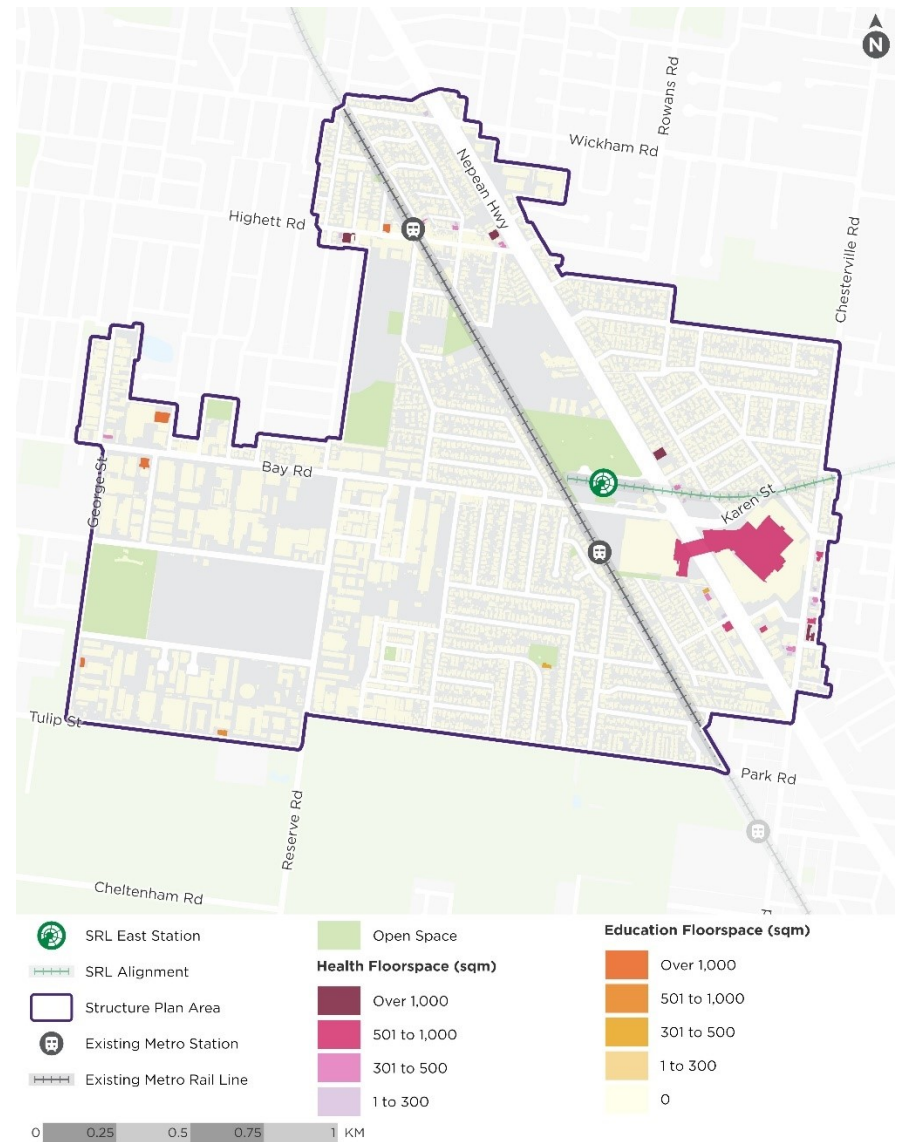 N
Rowans Rd
Wickham Rd
Nepean Hwy
Highett Rd
Chesterville Rd
Bay Rd
George St
Karen St
Tulip St
Park Rd
Reserve Rd
Cheltenham Rd
SRL East Station
SRL Alignment
Structure Plan Area
Existing Metro Station
Existing Metro Rail Line
0 0.25 0.5 0.75 1 KM
Open Space
Health Floorspace (sqm)
Over 1,000
501 to 1,000
301 to 500
1 to 300
Education Floorspace (sqm)
Over 1,000
501 to 1,000
301 to 500
1 to 300
0